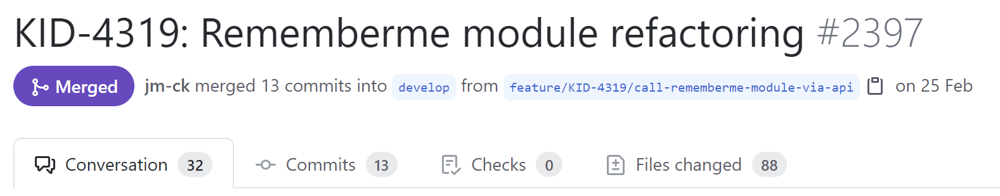 KID-4319: Rememberme module refactoring #2397
Merged jm-ck merged 13 commits into develop from feature/KID-4319/call-rememberme-module-via-api on 25 Feb
Conversation 32 Commits 13 Checks 0 Files changed 88